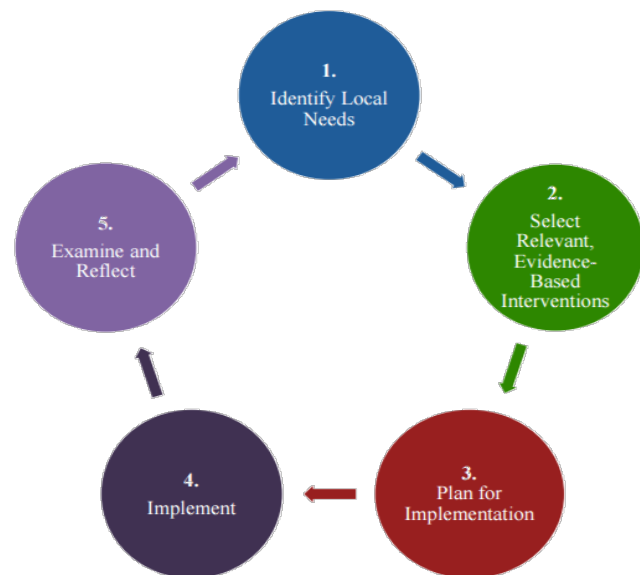 1.
Identify Local
Needs
2.
Select
Relevant,
Evidence-
Based
Interventions
3.
Plan for
Implementation
4.
Implement
5.
Examine and
Reflect